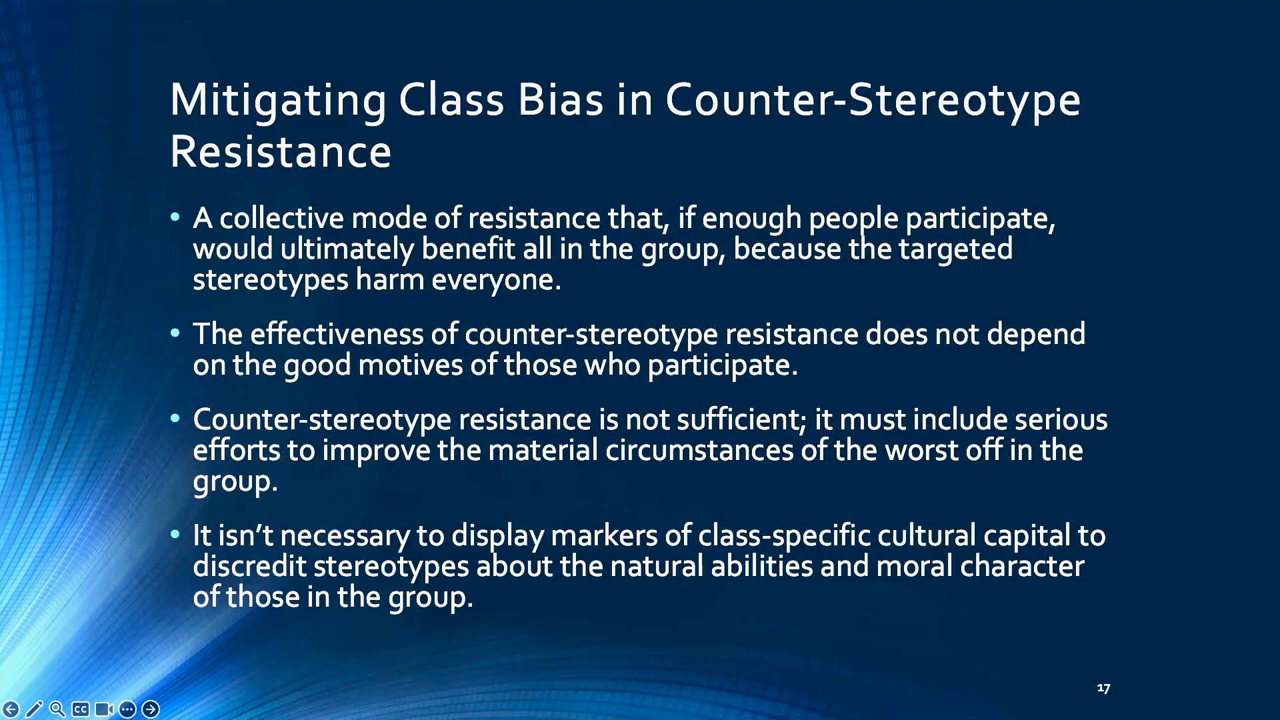 Mitigating Class Bias in Counter-Stereotype
Resistance
• A collective mode of resistance that, if enough people participate,
would ultimately benefit all in the group, because the targeted
stereotypes harm everyone.
• The effectiveness of counter-stereotype resistance does not depend
on the good motives of those who participate.
• Counter-stereotype resistance is not sufficient; it must include serious
efforts to improve the material circumstances of the worst off in the
group.
• It isn’t necessary to display markers of class-specific cultural capital to
discredit stereotypes about the natural abilities and moral character
of those in the group.
17
CC